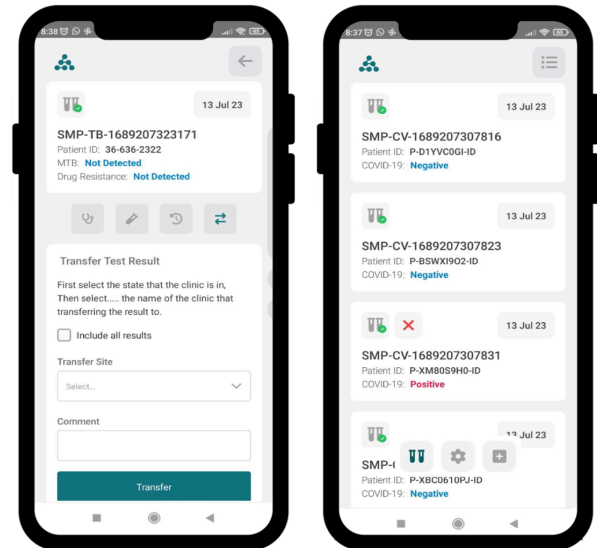 8:38
63
13 Jul 23
SMP-TB-1689207323171
Patient ID: 36-636-2322
MTB: Not Detected
Drug Resistance: Not Detected
Transfer Test Result
First select the state that the clinic is in,
Then select..... the name of the clinic that
transferring the result to.
Include all results
Transfer Site
Select...
Comment
Transfer
8:37
63
13 Jul 23
SMP-CV-1689207307816
Patient ID: P-D1YVC0GI-ID
COVID-19: Negative
13 Jul 23
SMP-CV-1689207307823
Patient ID: P-BSWXI9O2-ID
COVID-19: Negative
13 Jul 23
SMP-CV-1689207307831
Patient ID: P-XM80S9H0-ID
COVID-19: Positive
13 Jul 23
SMP-
Patient ID: P-XBC0610PJ-ID
COVID-19: Negative